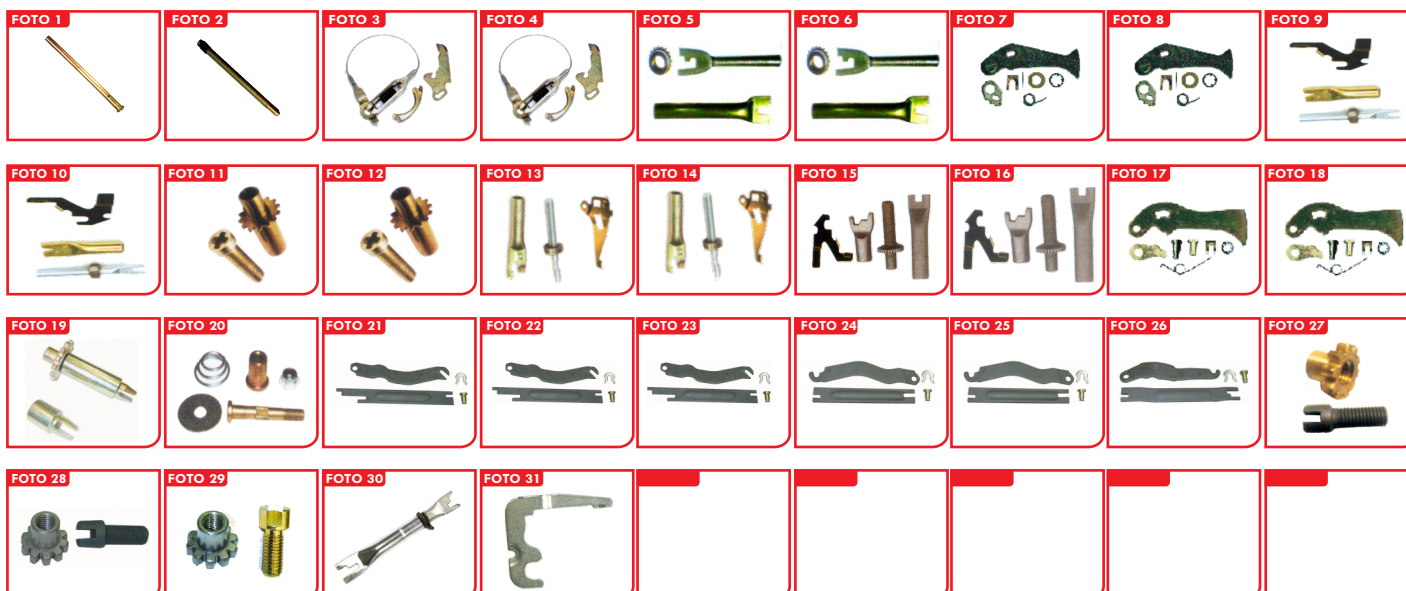 FOTO 1
FOTO 2
FOTO 3
FOTO 4
FOTO 5
FOTO 6
FOTO 7
FOTO 8
FOTO 9
FOTO 10
FOTO 11
FOTO 12
FOTO 13
FOTO 14
FOTO 15
FOTO 16
FOTO 17
FOTO 18
FOTO 19
FOTO 20
FOTO 21
FOTO 22
FOTO 23
FOTO 24
FOTO 25
FOTO 26
FOTO 27
FOTO 28
FOTO 29
FOTO 30
FOTO 31